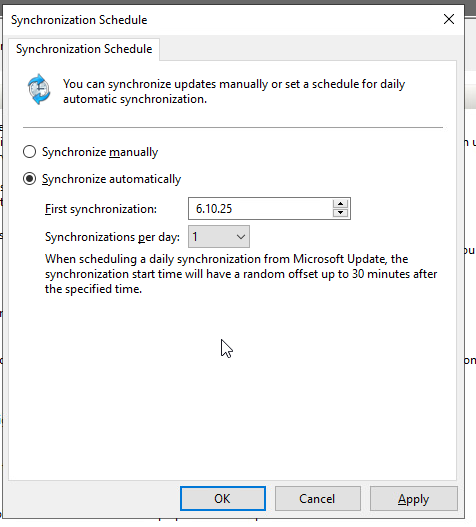 Synchronization Schedule
Synchronization Schedule
You can synchronize updates manually or set a schedule for daily
automatic synchronization.
Synchronize manually
Synchronize automatically
First synchronization: 6.10.25
Synchronizations per day: 1
When scheduling a daily synchronization from Microsoft Update, the
synchronization start time will have a random offset up to 30 minutes after
the specified time.
OK Cancel Apply